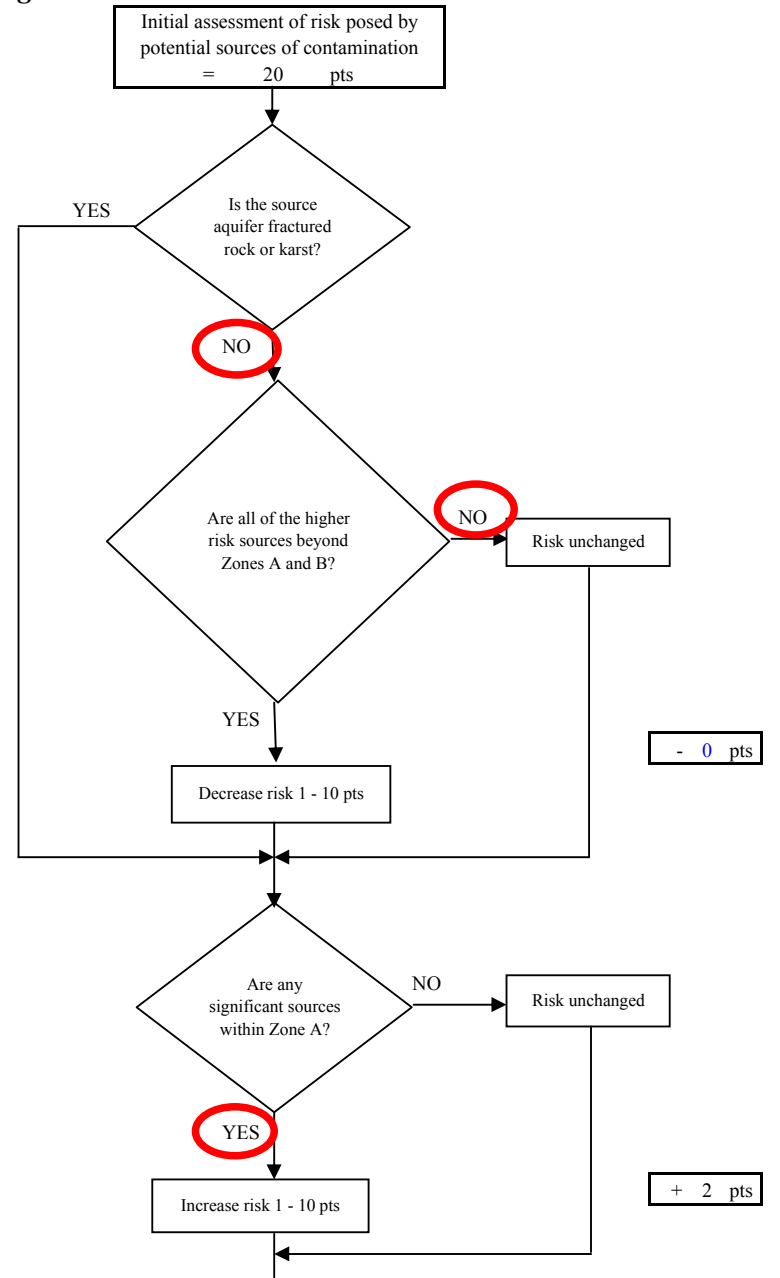 Initial assessment of risk posed by
potential sources of contamination
= 20 pts
YES
Is the source
aquifer fractured
rock or karst?
NO
Are all of the higher
risk sources beyond
Zones A and B?
NO
Risk unchanged
YES
- 0 pts
Decrease risk 1 - 10 pts
Are any
significant sources
within Zone A?
NO
Risk unchanged
YES
+ 2 pts
Increase risk 1 - 10 pts